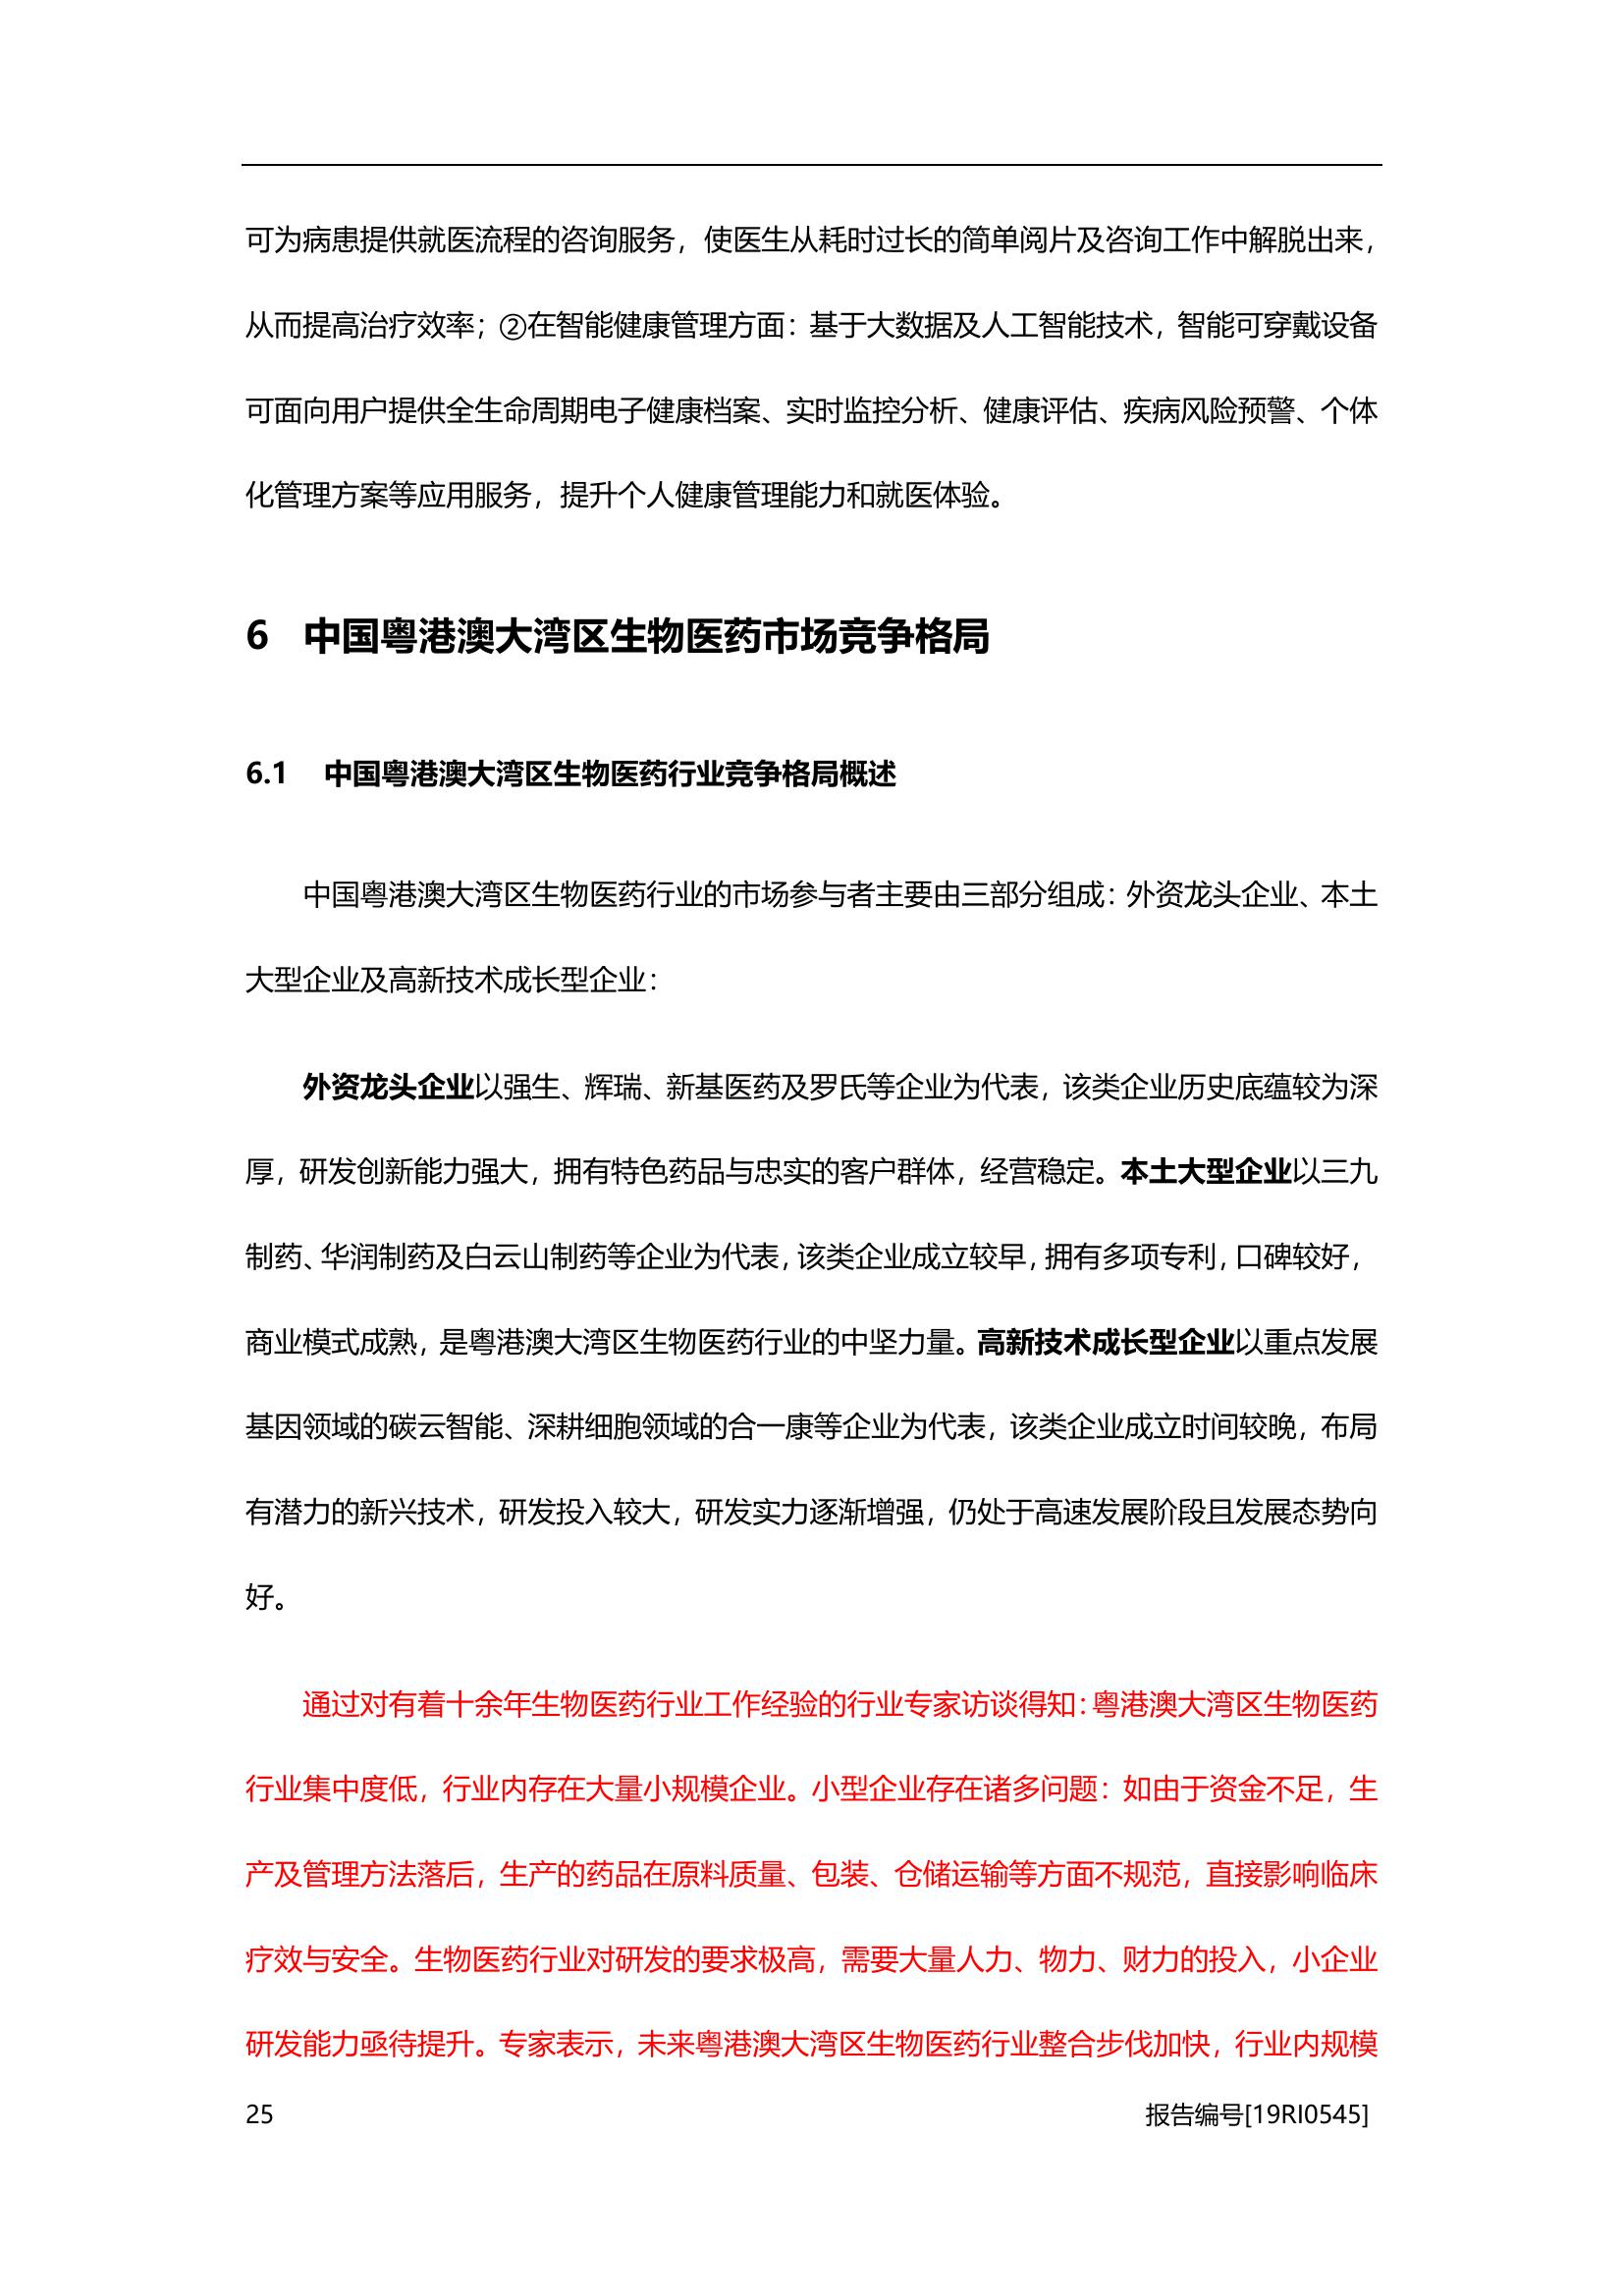 可为病患提供就医流程的咨询服务，使医生从耗时过长的简单阅片及咨询工作中解脱出来，
从而提高治疗效率；②在智能健康管理方面：基于大数据及人工智能技术，智能可穿戴设备
可面向用户提供全生命周期电子健康档案、实时监控分析、健康评估、疾病风险预警、个体
化管理方案等应用服务，提升个人健康管理能力和就医体验。
6 中国粤港澳大湾区生物医药市场竞争格局
6.1 中国粤港澳大湾区生物医药行业竞争格局概述
中国粤港澳大湾区生物医药行业的市场参与者主要由三部分组成：外资龙头企业、本土
大型企业及高新技术成长型企业：
外资龙头企业以强生、辉瑞、新基医药及罗氏等企业为代表，该类企业历史底蕴较为深
厚，研发创新能力强大，拥有特色药品与忠实的客户群体，经营稳定。本土大型企业以三九
制药、华润制药及白云山制药等企业为代表，该类企业成立较早，拥有多项专利，口碑较好，
商业模式成熟，是粤港澳大湾区生物医药行业的中坚力量。高新技术成长型企业以重点发展
基因领域的碳云智能、深耕细胞领域的合一康等企业为代表，该类企业成立时间较晚，布局
有潜力的新兴技术，研发投入较大，研发实力逐渐增强，仍处于高速发展阶段且发展态势向
好。
通过对有着十余年生物医药行业工作经验的行业专家访谈得知：粤港澳大湾区生物医药
行业集中度低，行业内存在大量小规模企业。小型企业存在诸多问题：如由于资金不足，生
产及管理方法落后，生产的药品在原料质量、包装、仓储运输等方面不规范，直接影响临床
疗效与安全。生物医药行业对研发的要求极高，需要大量人力、物力、财力的投入，小企业
研发能力亟待提升。专家表示，未来粤港澳大湾区生物医药行业整合步伐加快，行业内规模
25 报告编号[19RI0545]